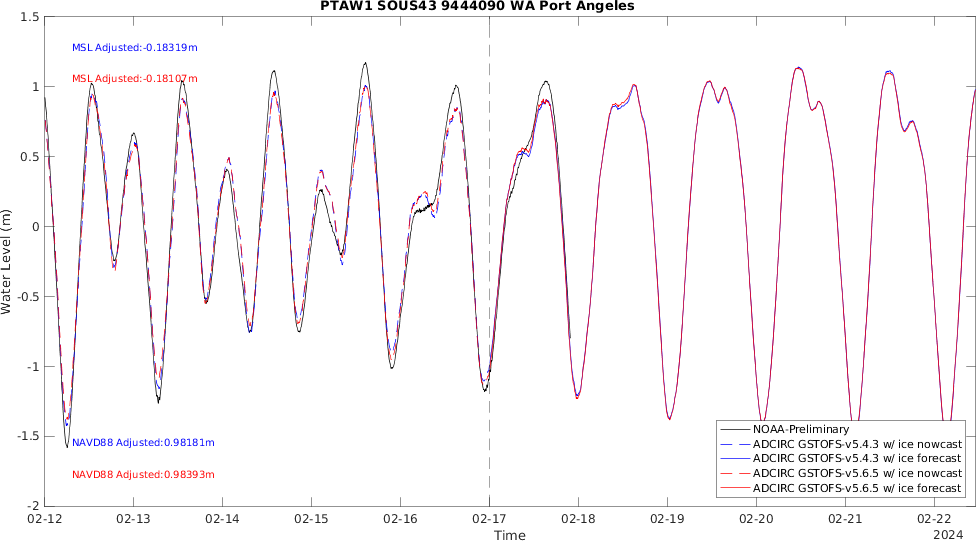 PTAW1 SOUS43 9444090 WA Port Angeles
1.5
1
0.5
0
-0.5
-1
-1.5
-2
Water Level (m)
MSL Adjusted:-0.18319m
MSL Adjusted:-0.18107m
NAVD88 Adjusted:0.98181m
NAVD88 Adjusted:0.98393m
NOAA-Preliminary
ADCIRC GSTOFS-v5.4.3 w/ ice nowcast
ADCIRC GSTOFS-v5.4.3 w/ ice forecast
ADCIRC GSTOFS-v5.6.5 w/ ice nowcast
ADCIRC GSTOFS-v5.6.5 w/ ice forecast
02-12 02-13 02-14 02-15 02-16 02-17 02-18 02-19 02-20 02-21 02-22
Time
2024